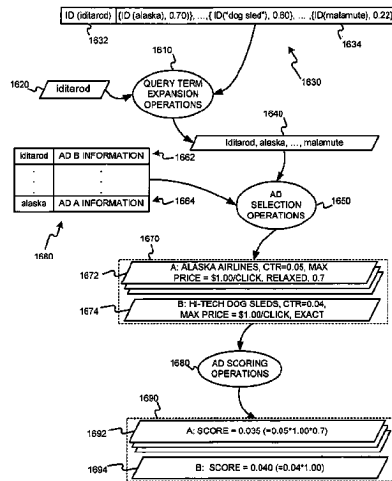 ID (iditarod) {ID (alaska), 0.70)}, ...,{ ID("dog sled"), 0.60}, ... ,{ID(malamute), 0.22}
1632
1634
1610
1630
1620
iditarod
QUERY TERM
EXPANSION
OPERATIONS
1640
iditarod, alaska, ..., malamute
iditarod AD B INFORMATION
1662
alaska AD A INFORMATION
1664
AD
SELECTION
OPERATIONS
1650
1660
1670
1672
A: ALASKA AIRLINES, CTR=0.05, MAX
PRICE = $1.00/CLICK, RELAXED, 0.7
1674
B: HI-TECH DOG SLEDS, CTR=0.04,
MAX PRICE = $1.00/CLICK, EXACT
1680
AD SCORING
OPERATIONS
1690
1692
A: SCORE = 0.035 (=0.05*1.00*0.7)
1694
B: SCORE = 0.040 (=0.04*1.00)